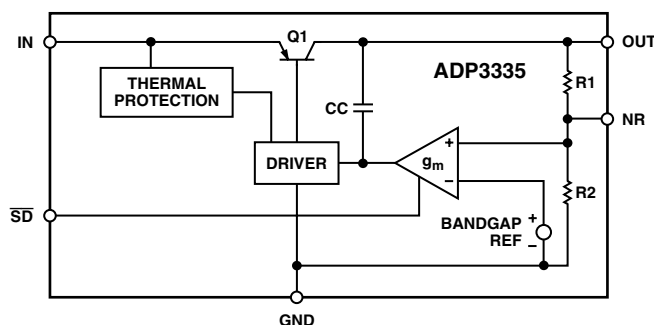 Q1
IN
OUT
THERMAL
PROTECTION
ADP3335
R1
CC
NR
DRIVER
gm
+
−
R2
SD
BANDGAP
REF
+
−
GND